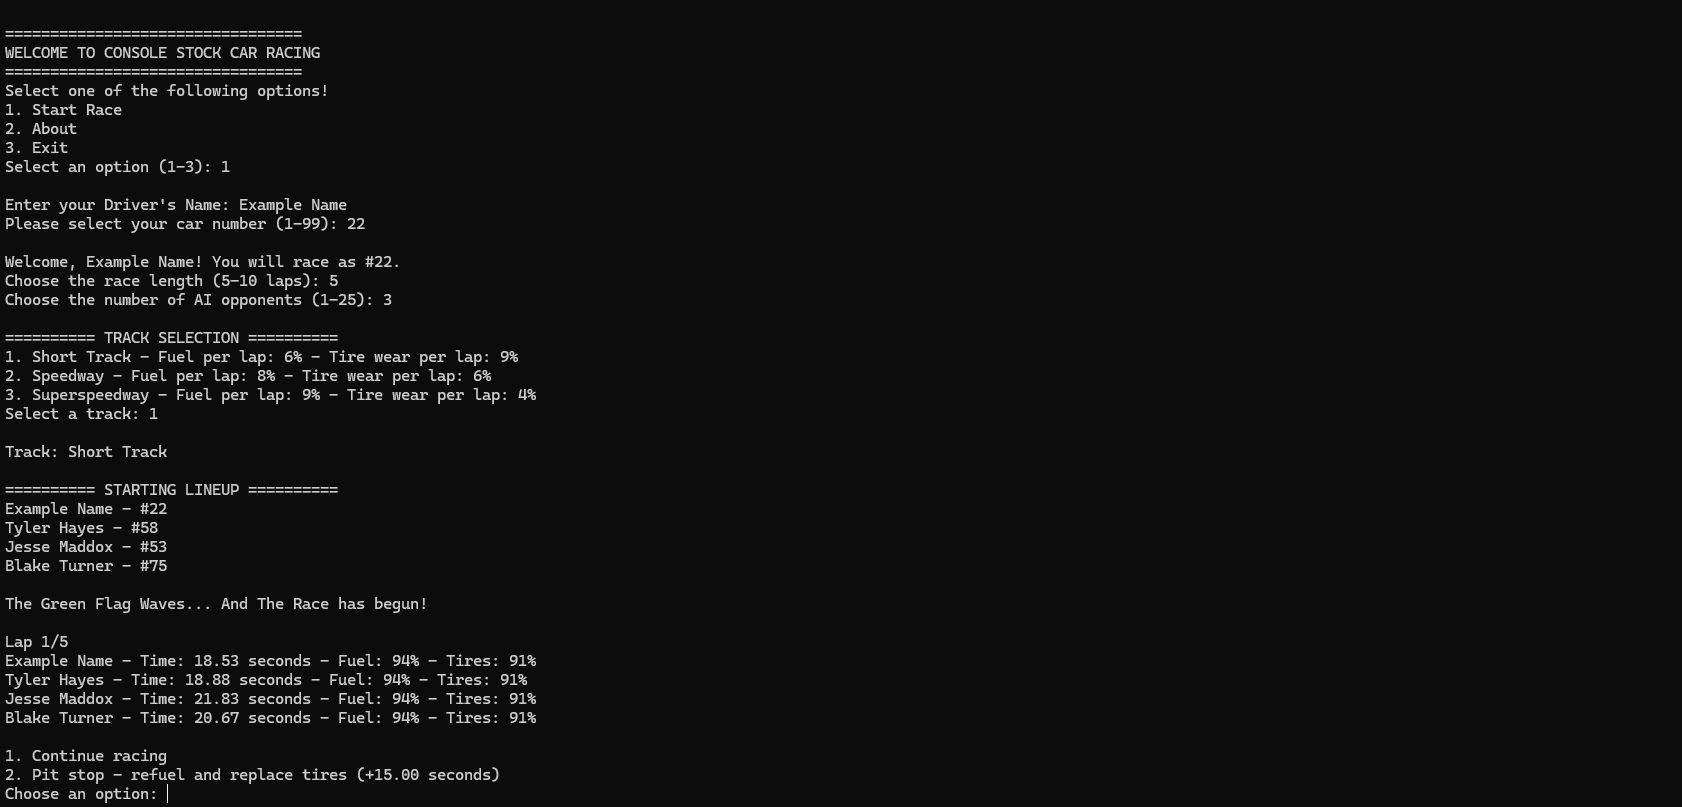 =================================
WELCOME TO CONSOLE STOCK CAR RACING
=================================
Select one of the following options!
1. Start Race
2. About
3. Exit
Select an option (1-3): 1
Enter your Driver's Name: Example Name
Please select your car number (1-99): 22
Welcome, Example Name! You will race as #22.
Choose the race length (5-10 laps): 5
Choose the number of AI opponents (1-25): 3
========== TRACK SELECTION ==========
1. Short Track - Fuel per lap: 6% - Tire wear per lap: 9%
2. Speedway - Fuel per lap: 8% - Tire wear per lap: 6%
3. Superspeedway - Fuel per lap: 9% - Tire wear per lap: 4%
Select a track: 1
Track: Short Track
========== STARTING LINEUP ==========
Example Name - #22
Tyler Hayes - #58
Jesse Maddox - #53
Blake Turner - #75
The Green Flag Waves... And The Race has begun!
Lap 1/5
Example Name - Time: 18.53 seconds - Fuel: 94% - Tires: 91%
Tyler Hayes - Time: 18.88 seconds - Fuel: 94% - Tires: 91%
Jesse Maddox - Time: 21.83 seconds - Fuel: 94% - Tires: 91%
Blake Turner - Time: 20.67 seconds - Fuel: 94% - Tires: 91%
1. Continue racing
2. Pit stop - refuel and replace tires (+15.00 seconds)
Choose an option: